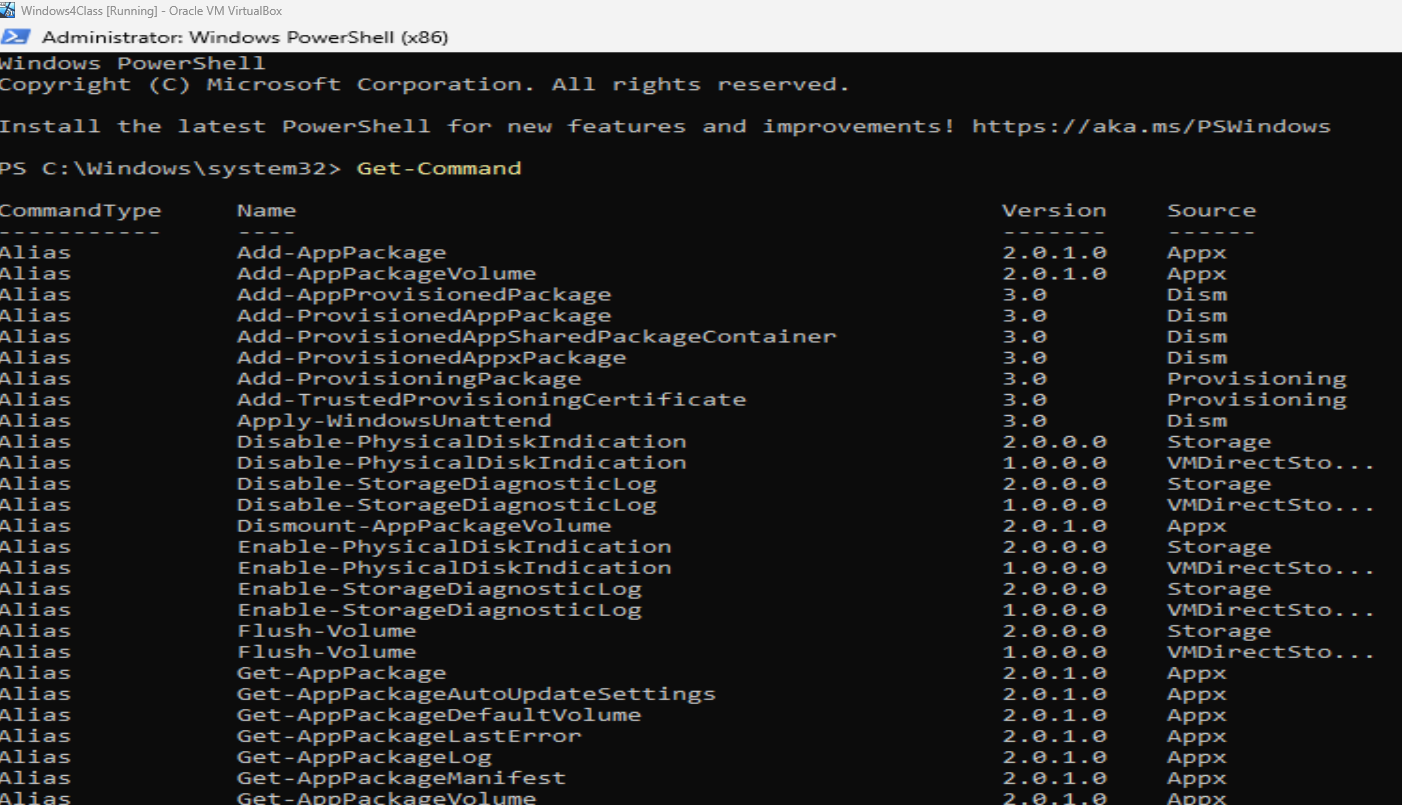 Windows4Class [Running] - Oracle VM VirtualBox
Administrator: Windows PowerShell (x86)
Windows PowerShell
Copyright (C) Microsoft Corporation. All rights reserved.
Install the latest PowerShell for new features and improvements! https://aka.ms/PSWindows
PS C:\Windows\system32> Get-Command
CommandType Name Version Source
----------- ---- ------- ------
Alias Add-AppPackage 2.0.1.0 Appx
Alias Add-AppPackageVolume 2.0.1.0 Appx
Alias Add-AppProvisionedPackage 3.0 Dism
Alias Add-ProvisionedAppPackage 3.0 Dism
Alias Add-ProvisionedAppSharedPackageContainer 3.0 Dism
Alias Add-ProvisionedAppxPackage 3.0 Dism
Alias Add-ProvisioningPackage 3.0 Provisioning
Alias Add-TrustedProvisioningCertificate 3.0 Provisioning
Alias Apply-WindowsUnattend 3.0 Dism
Alias Disable-PhysicalDiskIndication 2.0.0.0 Storage
Alias Disable-PhysicalDiskIndication 1.0.0.0 VMDirectSto...
Alias Disable-StorageDiagnosticLog 2.0.0.0 Storage
Alias Disable-StorageDiagnosticLog 1.0.0.0 VMDirectSto...
Alias Dismount-AppPackageVolume 2.0.1.0 Appx
Alias Enable-PhysicalDiskIndication 2.0.0.0 Storage
Alias Enable-PhysicalDiskIndication 1.0.0.0 VMDirectSto...
Alias Enable-StorageDiagnosticLog 2.0.0.0 Storage
Alias Enable-StorageDiagnosticLog 1.0.0.0 VMDirectSto...
Alias Flush-Volume 2.0.0.0 Storage
Alias Flush-Volume 1.0.0.0 VMDirectSto...
Alias Get-AppPackage 2.0.1.0 Appx
Alias Get-AppPackageAutoUpdateSettings 2.0.1.0 Appx
Alias Get-AppPackageDefaultVolume 2.0.1.0 Appx
Alias Get-AppPackageLastError 2.0.1.0 Appx
Alias Get-AppPackageLog 2.0.1.0 Appx
Alias Get-AppPackageManifest 2.0.1.0 Appx
Alias Get-AppPackageVolume 2.0.1.0 Appx